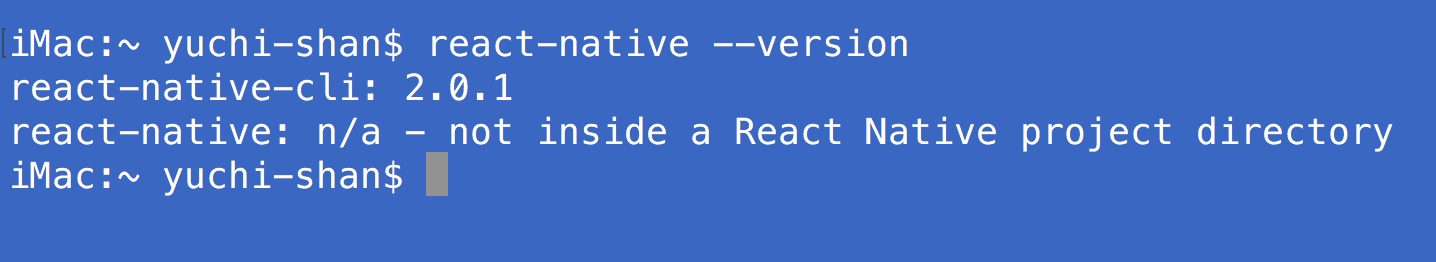 iMac:~ yuchi-shan$ react-native --version
react-native-cli: 2.0.1
react-native: n/a - not inside a React Native project directory
iMac:~ yuchi-shan$